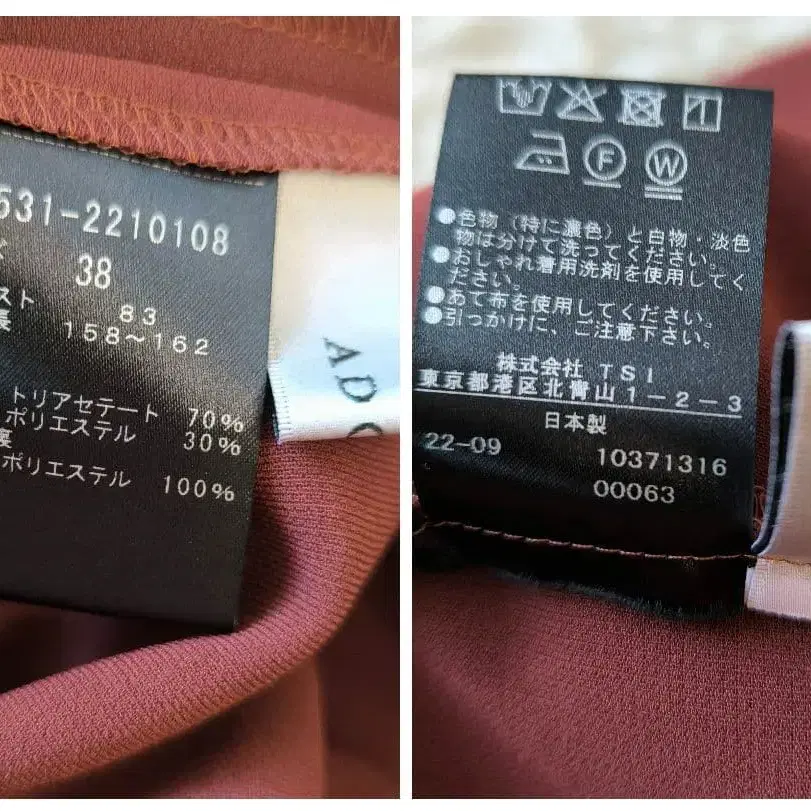 531-2210108
38
スト 83
裏 158〜162
トリアセテート 70%
ポリエステル 30%
裏
ポリエステル 100%
AD
F
W
●色物（特に濃色）と白物・淡色
物は分けて洗ってください。
●おしゃれ着用洗剤を使用してく
ださい。
●あて布を使用してください。
●引っかけに、ご注意下さい。
株式会社 TSI
東京都港区北青山1-2-3
日本製
22-09 10371316
00063